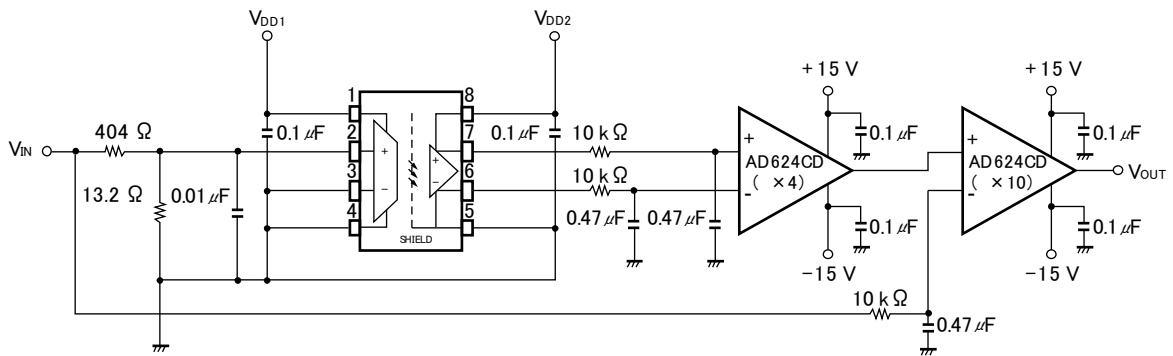 VDD1 VDD2
+15 V +15 V
1 8
0.1 μF 0.1 μF
404 Ω 0.1 μF 2 7 0.1 μF 10 kΩ
VIN + + + AD624CD + AD624CD
3 6 10 kΩ ( ×4) ( ×10) VOUT
13.2 Ω 0.01 μF − − - -
4 5 0.47 μF 0.47 μF 0.1 μF 0.1 μF
SHIELD
−15 V −15 V
10 kΩ
0.47 μF